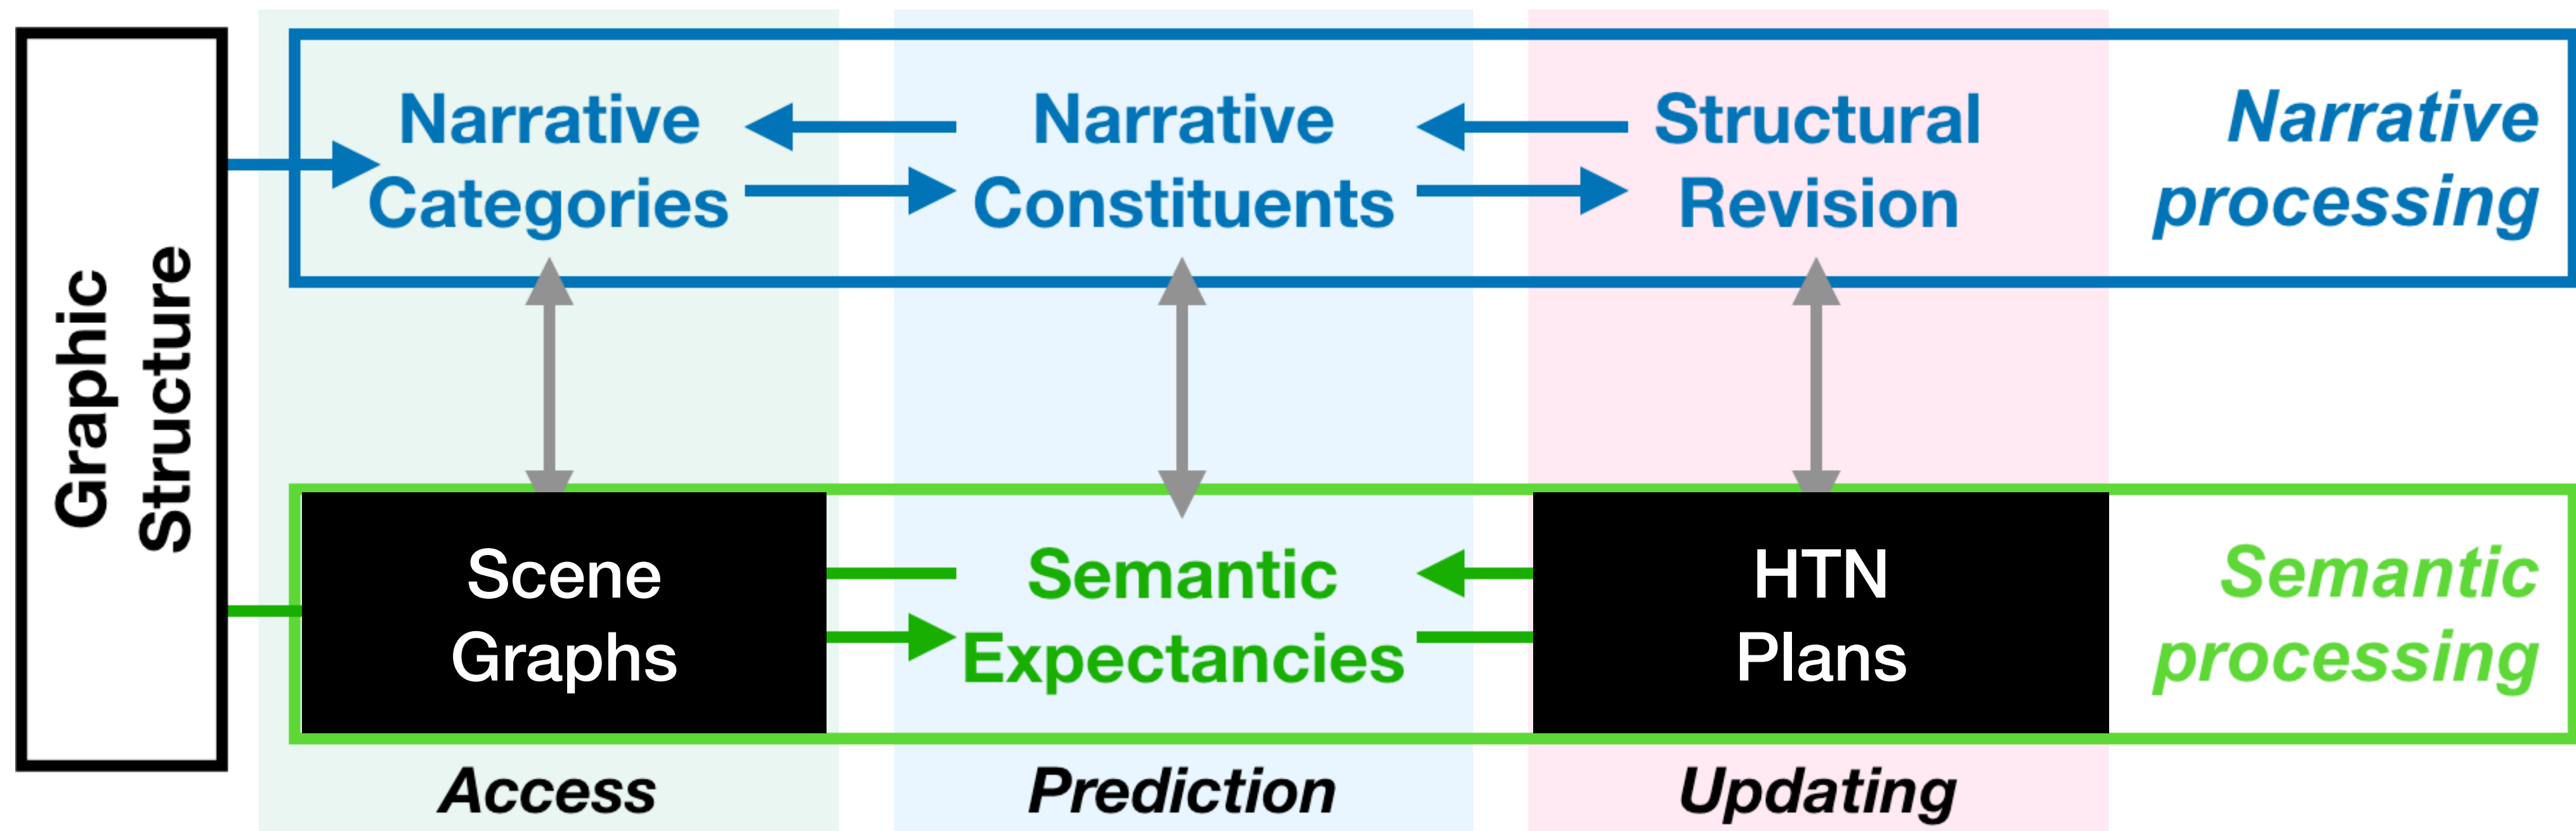 Graphic
Structure
Narrative
Categories
Narrative
Constituents
Structural
Revision
Narrative
processing
Scene
Graphs
Semantic
Expectancies
HTN
Plans
Semantic
processing
Access
Prediction
Updating